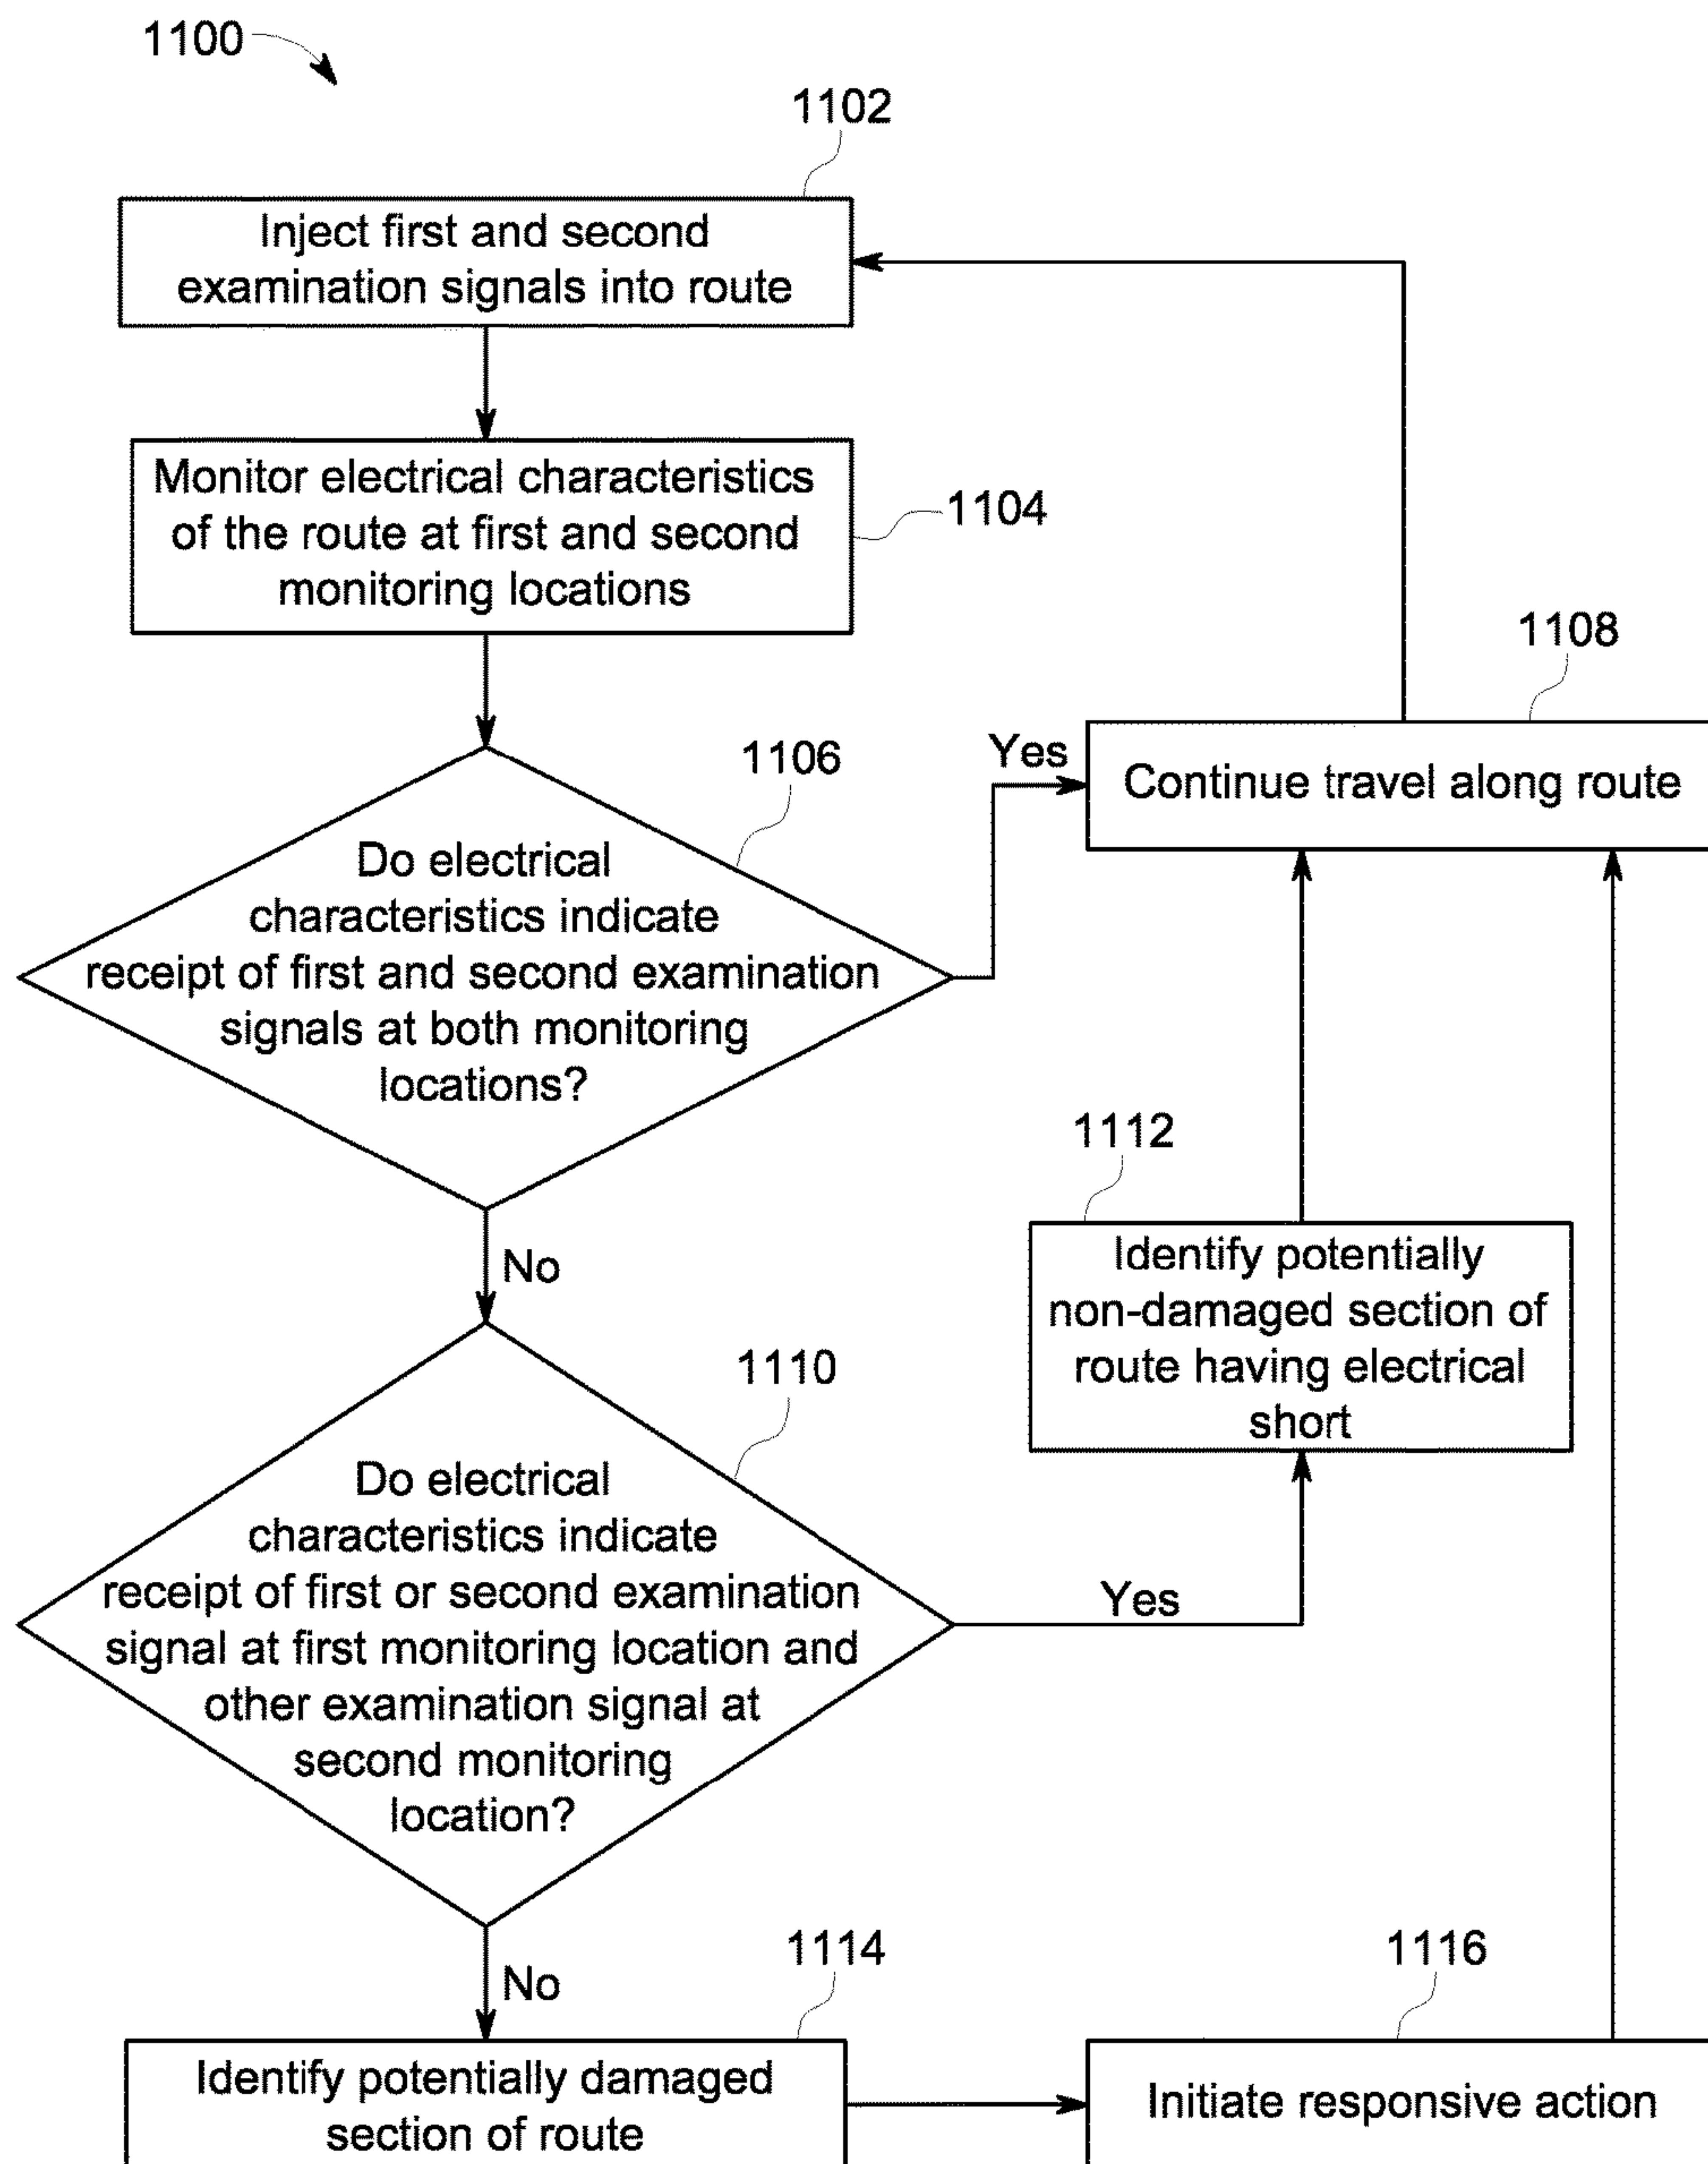 1100
1102
Inject first and second
examination signals into route
Monitor electrical characteristics
of the route at first and second
monitoring locations
1104
1108
Continue travel along route
1106
Yes
Do electrical
characteristics indicate
receipt of first and second examination
signals at both monitoring
locations?
No
1112
Identify potentially
non-damaged section of
route having electrical
short
1110
Do electrical
characteristics indicate
receipt of first or second examination
signal at first monitoring location and
other examination signal at
second monitoring
location?
Yes
No
1114
Identify potentially damaged
section of route
1116
Initiate responsive action